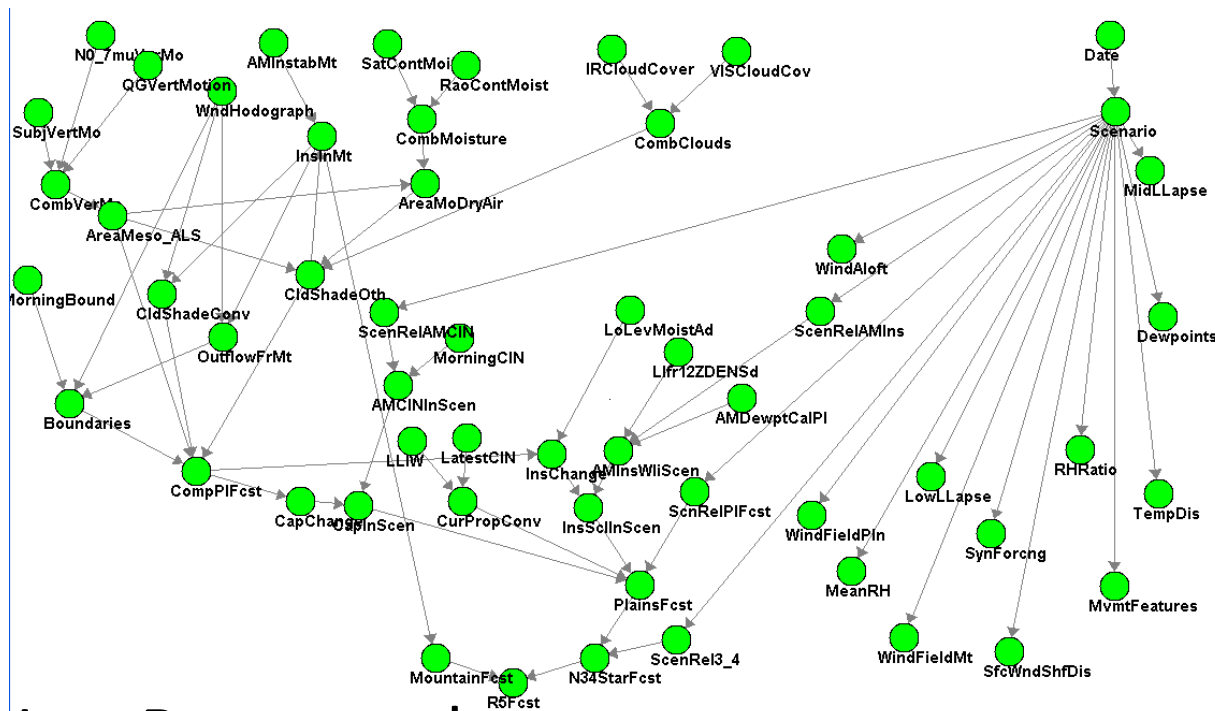 N0_7muVerMo
AMInstabMt
SatContMoi
IRCloudCover
VISCloudCov
Date
QGVertMotion
RaoContMoist
WndHodograph
SubjVertMo
InsInMt
CombMoisture
CombClouds
Scenario
CombVerM
AreaMoDryAir
MidLLapse
AreaMeso_ALS
WindAloft
MorningBound
CldShadeConv
CldShadeOth
ScenRelAMCIN
LoLevMoistAd
ScenRelAMIns
Dewpoints
OutflowFrMt
MorningCIN
LIfr12ZDENSd
AMCINInScen
AMDewptCalPl
Boundaries
LLIW
LatestCIN
InsChange
AMInsWliScen
RHRatio
CompPlFcst
LowLLapse
CapChange
CapInScen
CurPropConv
InsSclInScen
ScnRelPlFcst
WindFieldPln
SynForcng
TempDis
MeanRH
PlainsFcst
MvmtFeatures
ScenRel3_4
WindFieldMt
SfcWndShfDis
MountainFcst
N34StarFcst
R5Fcst